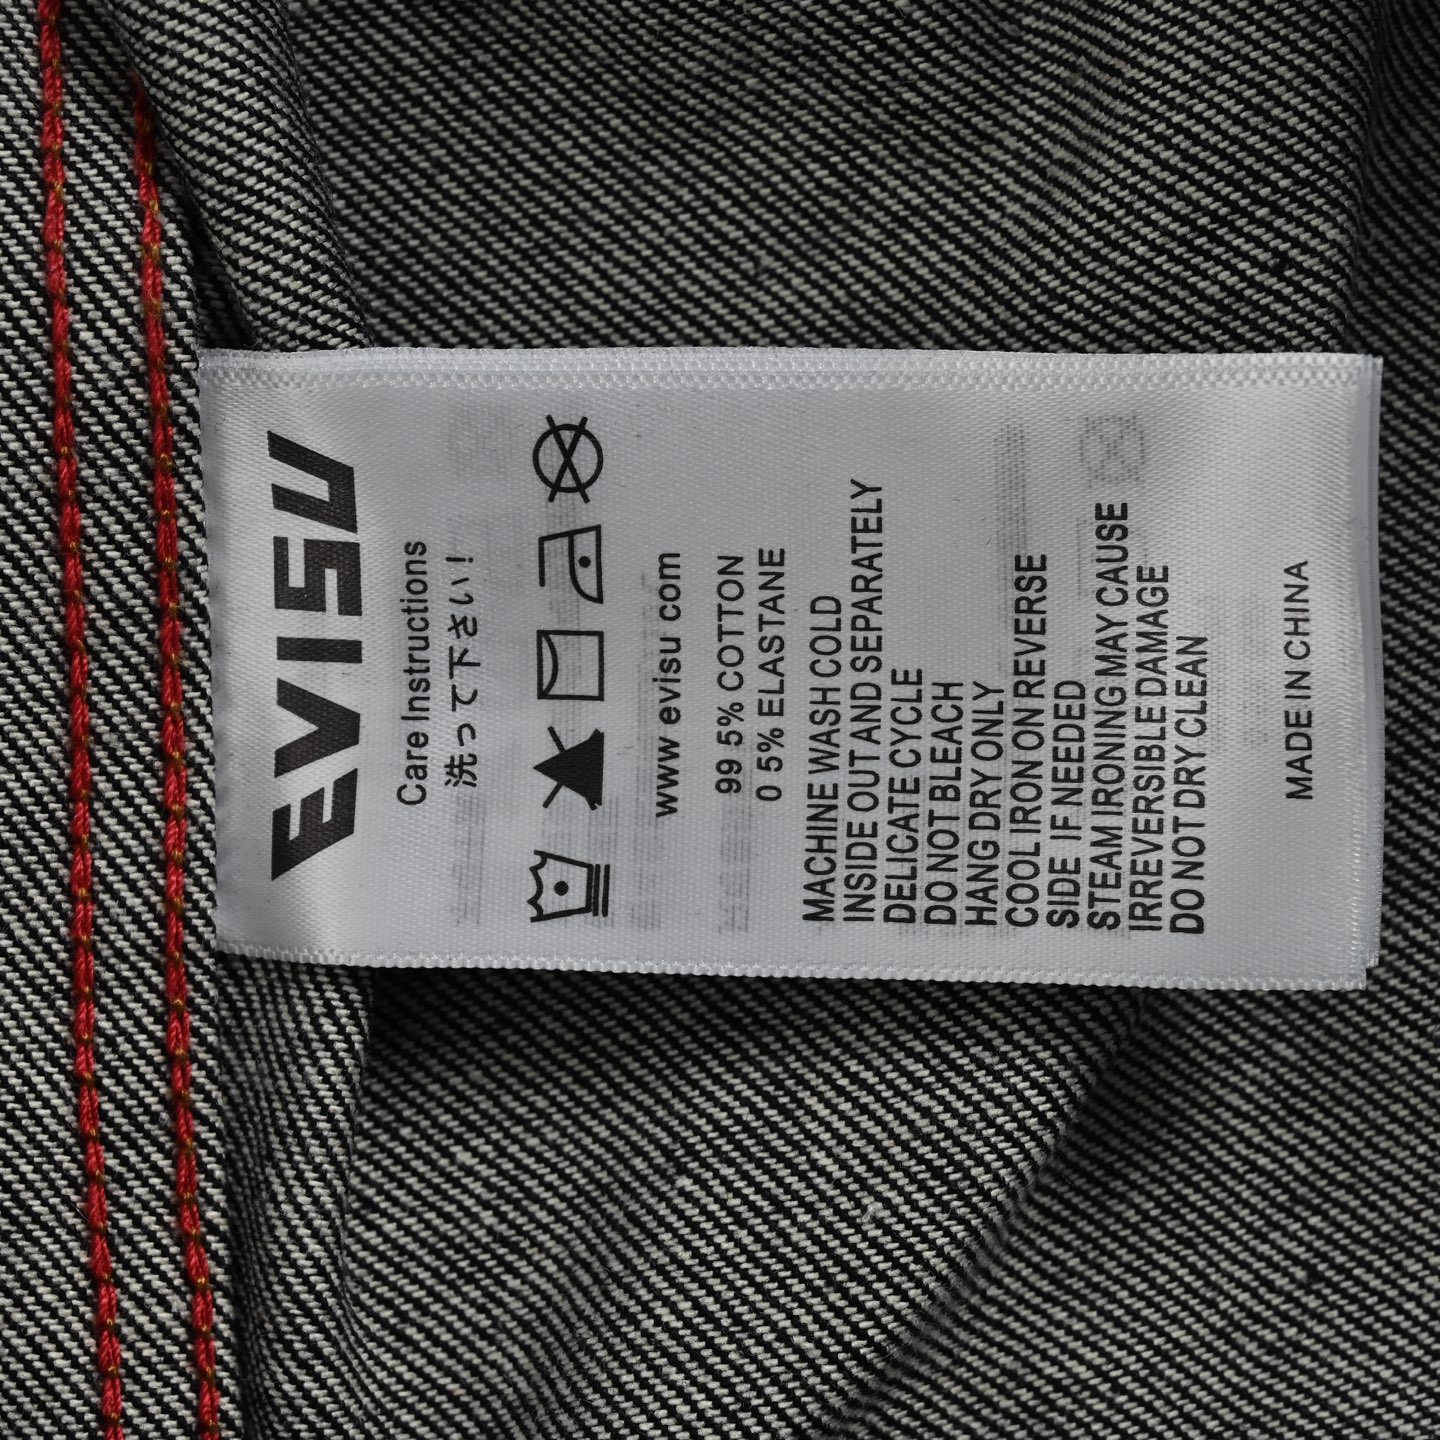 EVISU
Care Instructions
洗って下さい!
www evisu com
99 5% COTTON
0 5% ELASTANE
MACHINE WASH COLD
INSIDE OUT AND SEPARATELY
DELICATE CYCLE
DO NOT BLEACH
HANG DRY ONLY
COOL IRON ON REVERSE
SIDE IF NEEDED
STEAM IRONING MAY CAUSE
IRREVERSIBLE DAMAGE
DO NOT DRY CLEAN
MADE IN CHINA